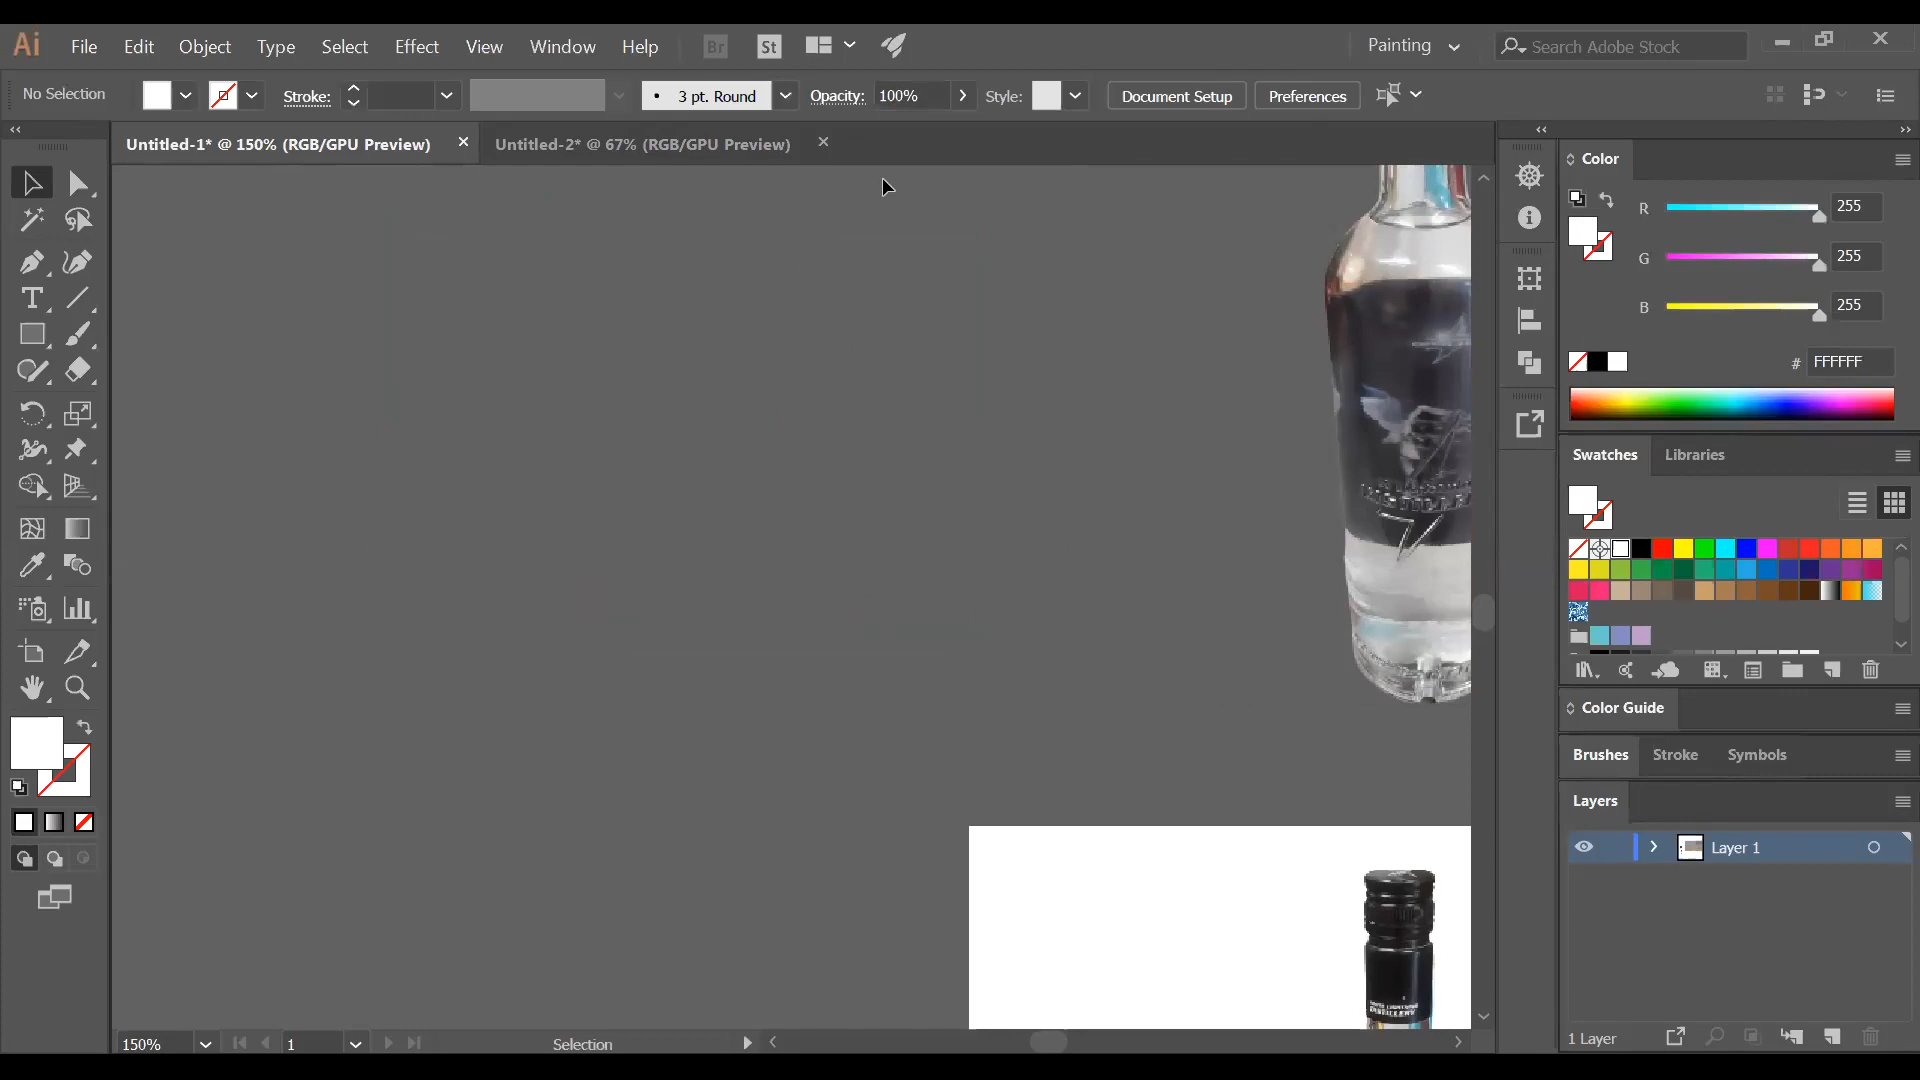 Ai File Edit Object Type Select Effect View Window Help Br St Painting Search Adobe Stock
No Selection Stroke: 3 pt. Round Opacity: 100% Style: Document Setup Preferences
Untitled-1* @ 150% (RGB/GPU Preview) × Untitled-2* @ 67% (RGB/GPU Preview) ×
Color
R 255
G 255
B 255
# FFFFFF
Swatches Libraries
Color Guide
Brushes Stroke Symbols
Layers
Layer 1
1 Layer
150% 1 Selection